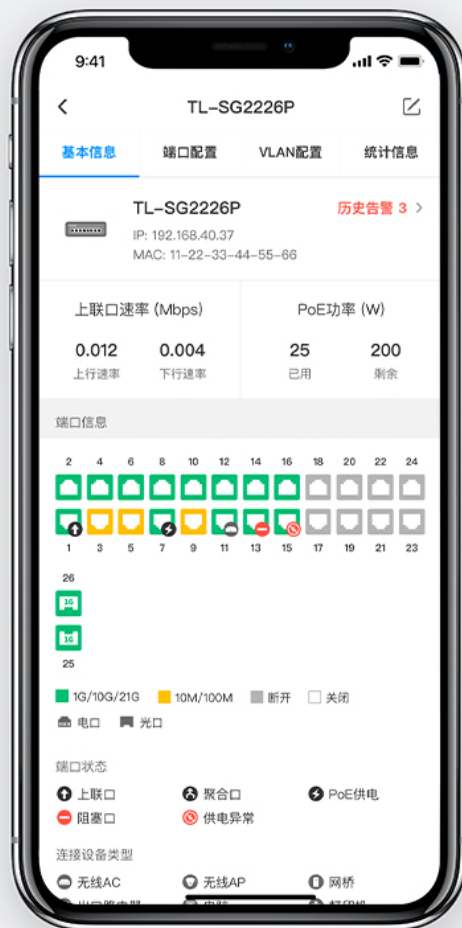 9:41
TL-SG2226P
基本信息 端口配置 VLAN配置 统计信息
TL-SG2226P 历史告警 3
IP: 192.168.40.37
MAC: 11-22-33-44-55-66
上联口速率 (Mbps) PoE功率 (W)
0.012 0.004 25 200
上行速率 下行速率 已用 剩余
端口信息
2 4 6 8 10 12 14 16 18 20 22 24
1 3 5 7 9 11 13 15 17 19 21 23
26
1G
1G
25
1G/10G/21G 10M/100M 断开 关闭
电口 光口
端口状态
上联口 聚合口 PoE供电
阻塞口 供电异常
连接设备类型
无线AC 无线AP 网桥